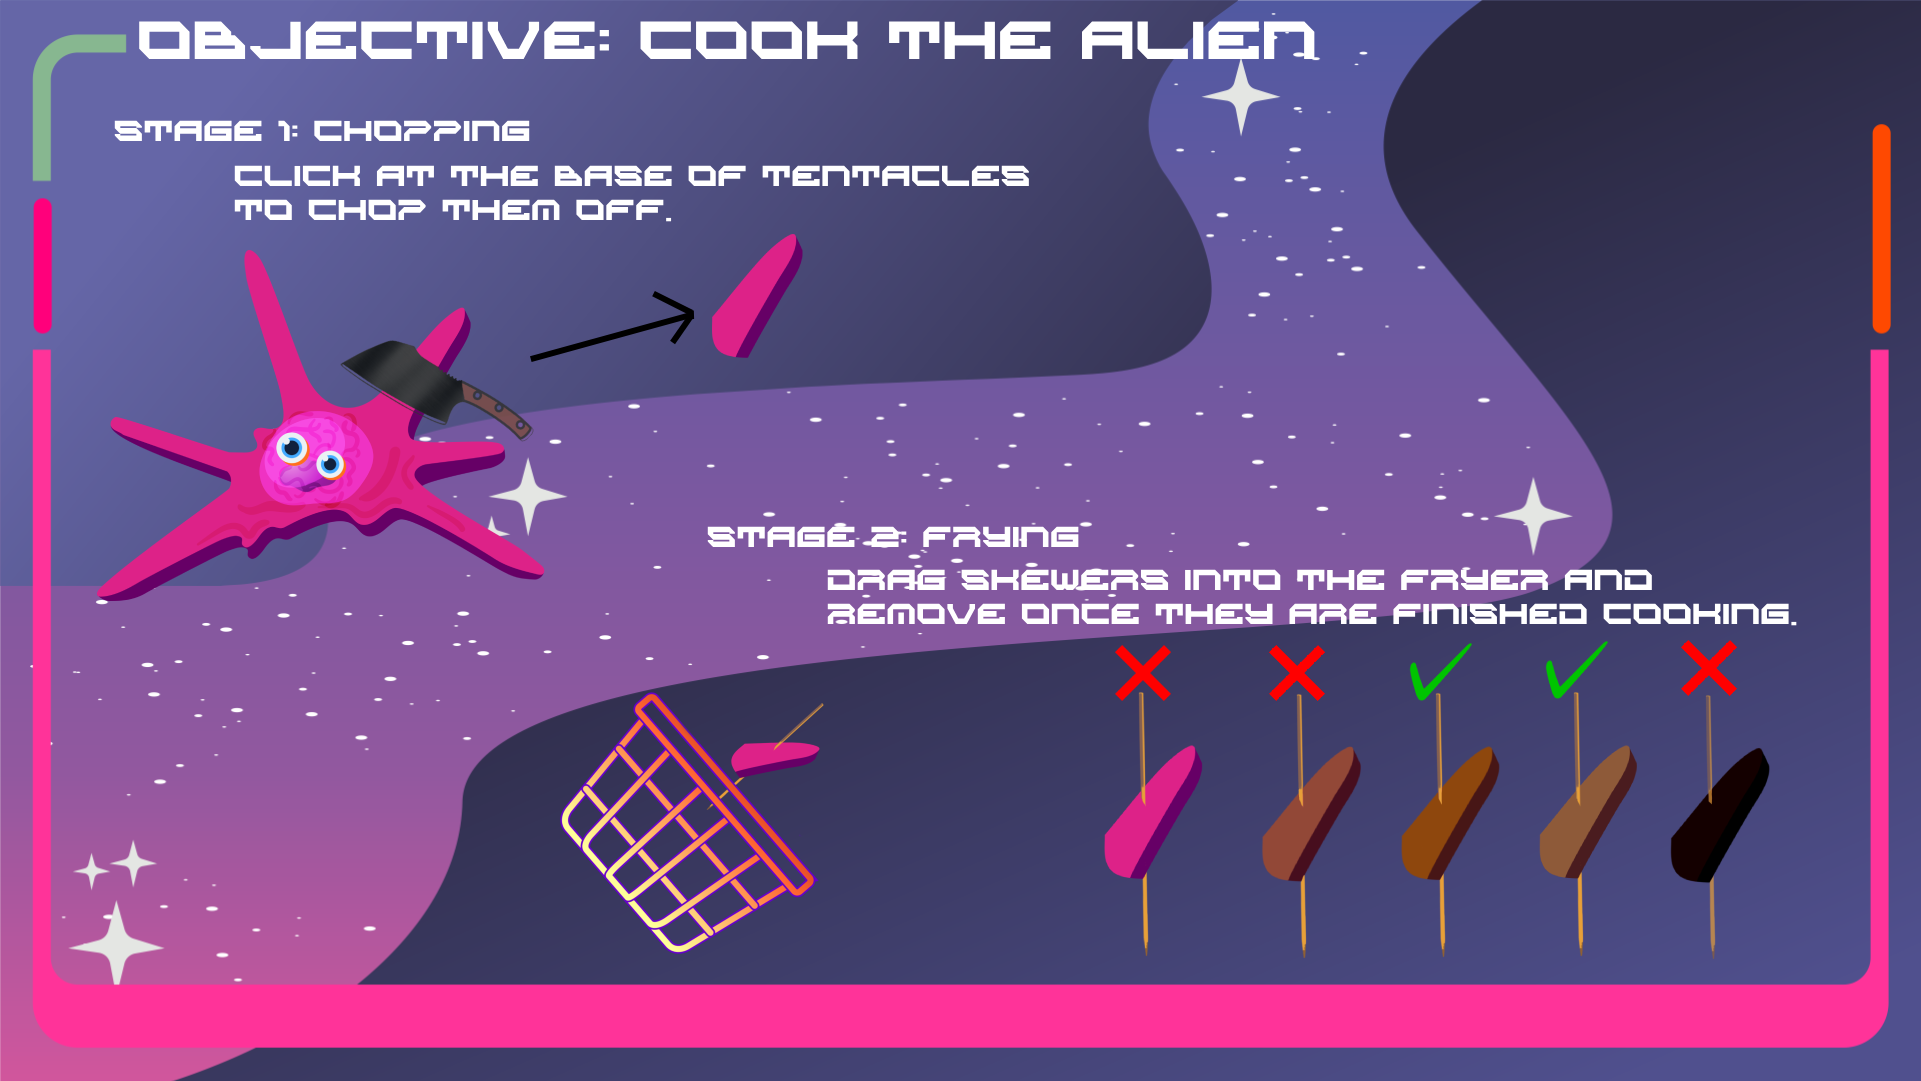 OBJECTIVE: COOK THE ALIEN
STAGE 1: CHOPPING
CLICK AT THE BASE OF TENTACLES
TO CHOP THEM OFF.
STAGE 2: FRYING
DRAG SKEWERS INTO THE FRYER AND
REMOVE ONCE THEY ARE FINISHED COOKING.